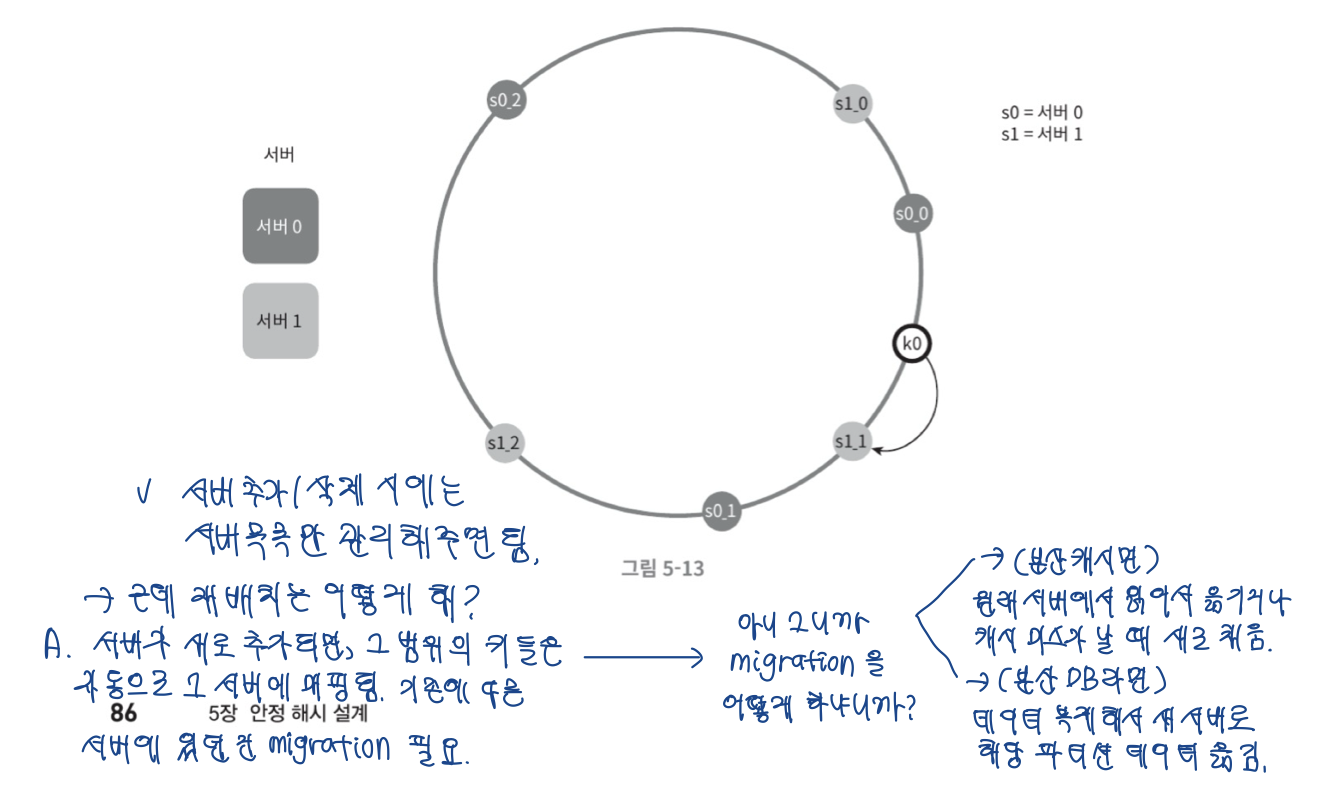 s0_2
s1_0
s0 = 서버 0
s1 = 서버 1
서버
s0_0
서버 0
서버 1
k0
s1_1
s1_2
s0_1
그림 5-13
✓ 서버 추가/삭제 시에는
서버목록만 관리해주면 됨.
→ 근데 재배치는 어떻게 해?
A. 서버가 새로 추가되면, 그 범위의 키들은
자동으로 그 서버에 매핑됨. 기존에 다른
86 5장 안정 해시 설계
서버에 있던건 migration 필요.
아니 그니까
migration 을
어떻게 하냐니까?
→ (분산캐시면)
원래 서버에서 읽어서 옮기거나
캐시 미스가 날 때 새로 채움.
→ (분산 DB라면)
데이터 복제해서 새 서버로
해당 파티션 데이터 옮김.